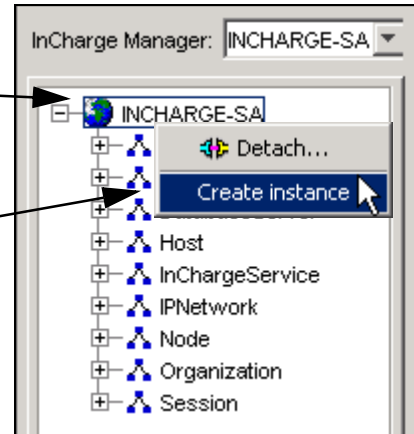 InCharge Manager: INCHARGE-SA
INCHARGE-SA
Detach...
Create instance
Host
InChargeService
IPNetwork
Node
Organization
Session